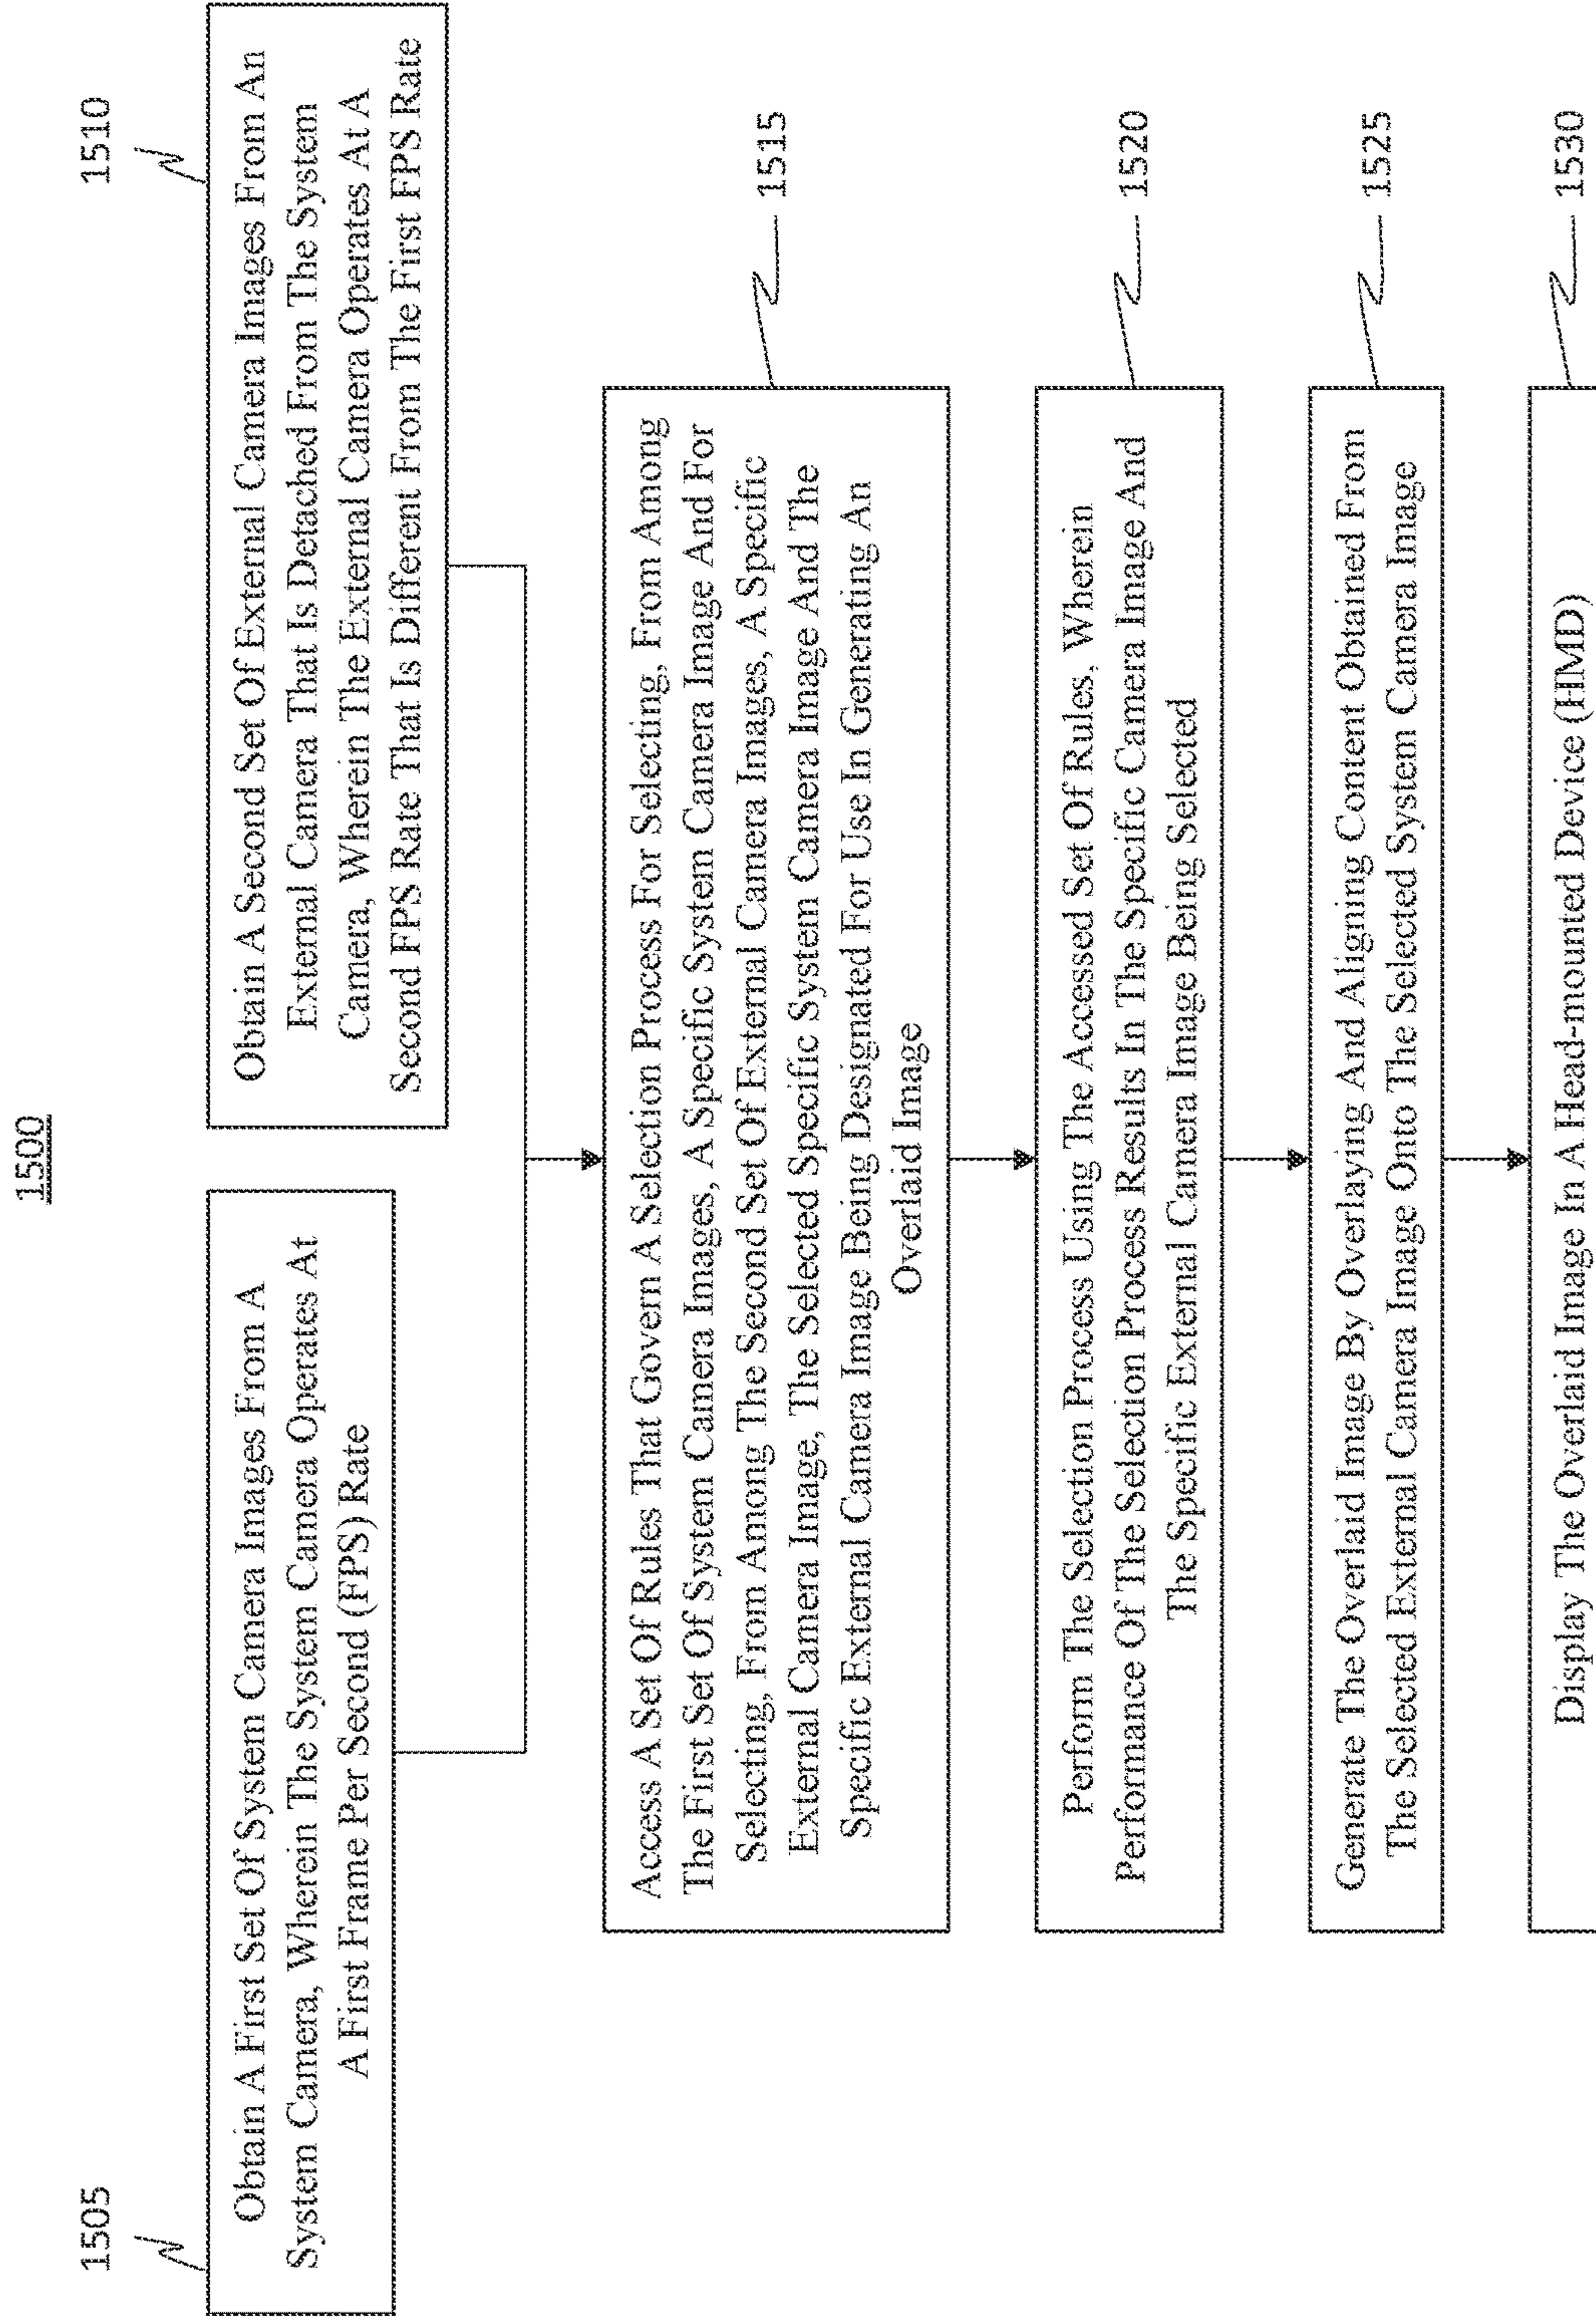 1500
1505
Obtain A First Set Of System Camera Images From A
System Camera, Wherein The System Camera Operates At
A First Frame Per Second (FPS) Rate
1510
Obtain A Second Set Of External Camera Images From An
External Camera That Is Detached From The System
Camera, Wherein The External Camera Operates At A
Second FPS Rate That Is Different From The First FPS Rate
Access A Set Of Rules That Govern A Selection Process For Selecting, From Among
The First Set Of System Camera Images, A Specific System Camera Image And For
Selecting, From Among The Second Set Of External Camera Images, A Specific
External Camera Image, The Selected Specific System Camera Image And The
Specific External Camera Image Being Designated For Use In Generating An
Overlaid Image
1515
Perform The Selection Process Using The Accessed Set Of Rules, Wherein
Performance Of The Selection Process Results In The Specific Camera Image And
The Specific External Camera Image Being Selected
1520
Generate The Overlaid Image By Overlaying And Aligning Content Obtained From
The Selected External Camera Image Onto The Selected System Camera Image
1525
Display The Overlaid Image In A Head-mounted Device (HMD)
1530